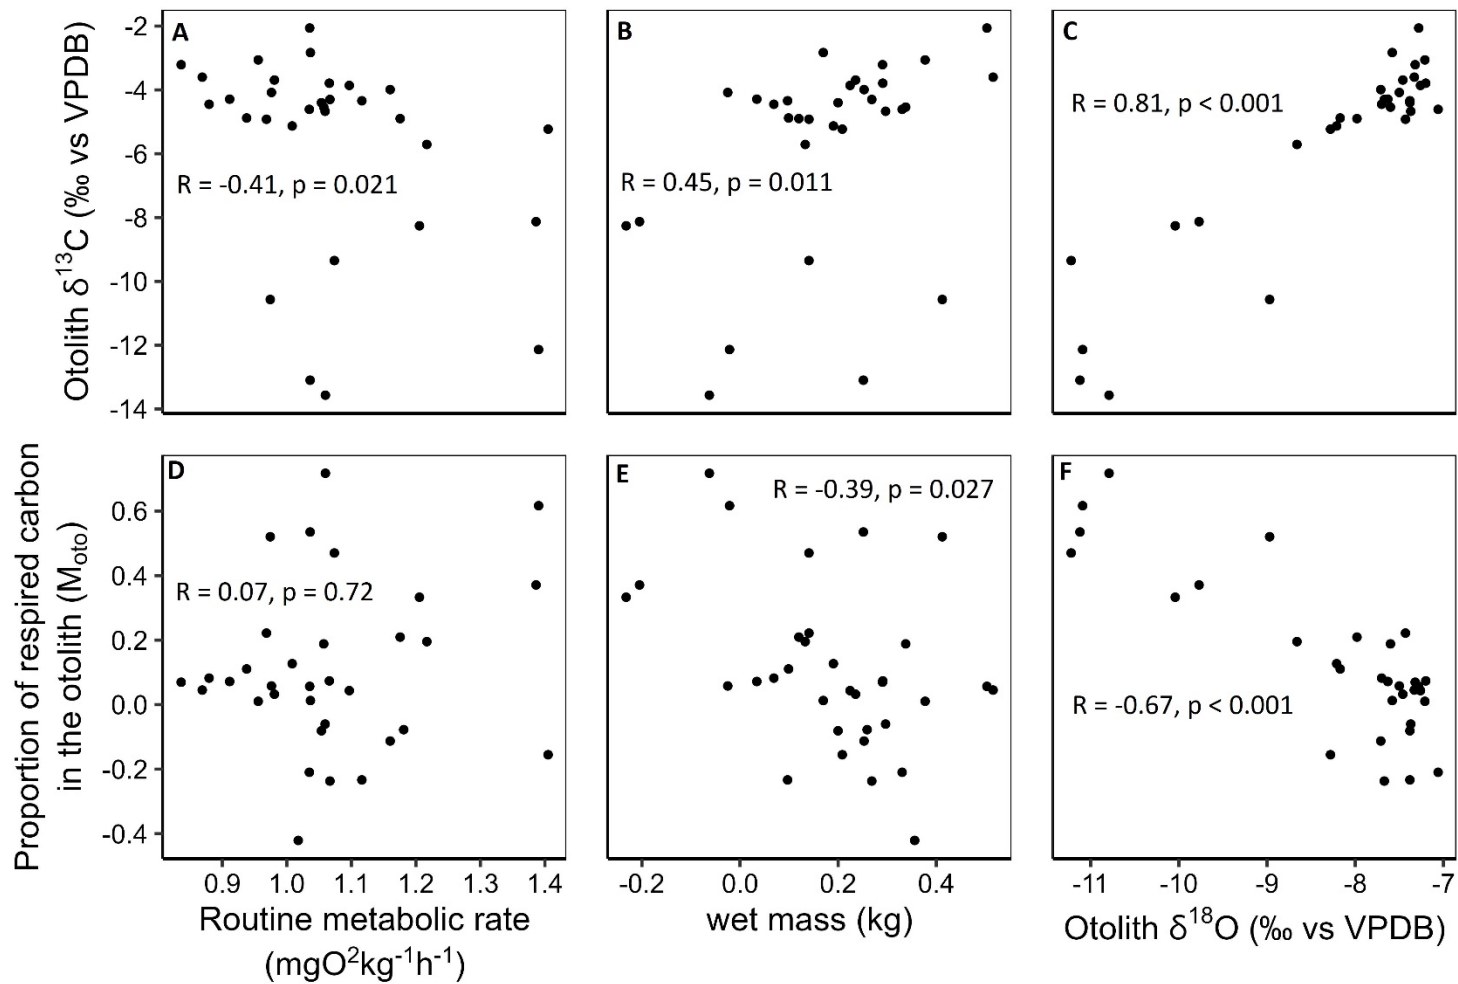 A
B
C
-2
-4
-6
-8
-10
-12
-14
Otolith δ¹³C (‰ vs VPDB)
R = -0.41, p = 0.021
R = 0.45, p = 0.011
R = 0.81, p < 0.001
D
E
F
0.6
0.4
0.2
0.0
-0.2
-0.4
Proportion of respired carbon
in the otolith (Mₒₜₒ)
R = 0.07, p = 0.72
R = -0.39, p = 0.027
R = -0.67, p < 0.001
0.9 1.0 1.1 1.2 1.3 1.4
Routine metabolic rate
(mgO²kg⁻¹h⁻¹)
-0.2 0.0 0.2 0.4
wet mass (kg)
-11 -10 -9 -8 -7
Otolith δ¹⁸O (‰ vs VPDB)